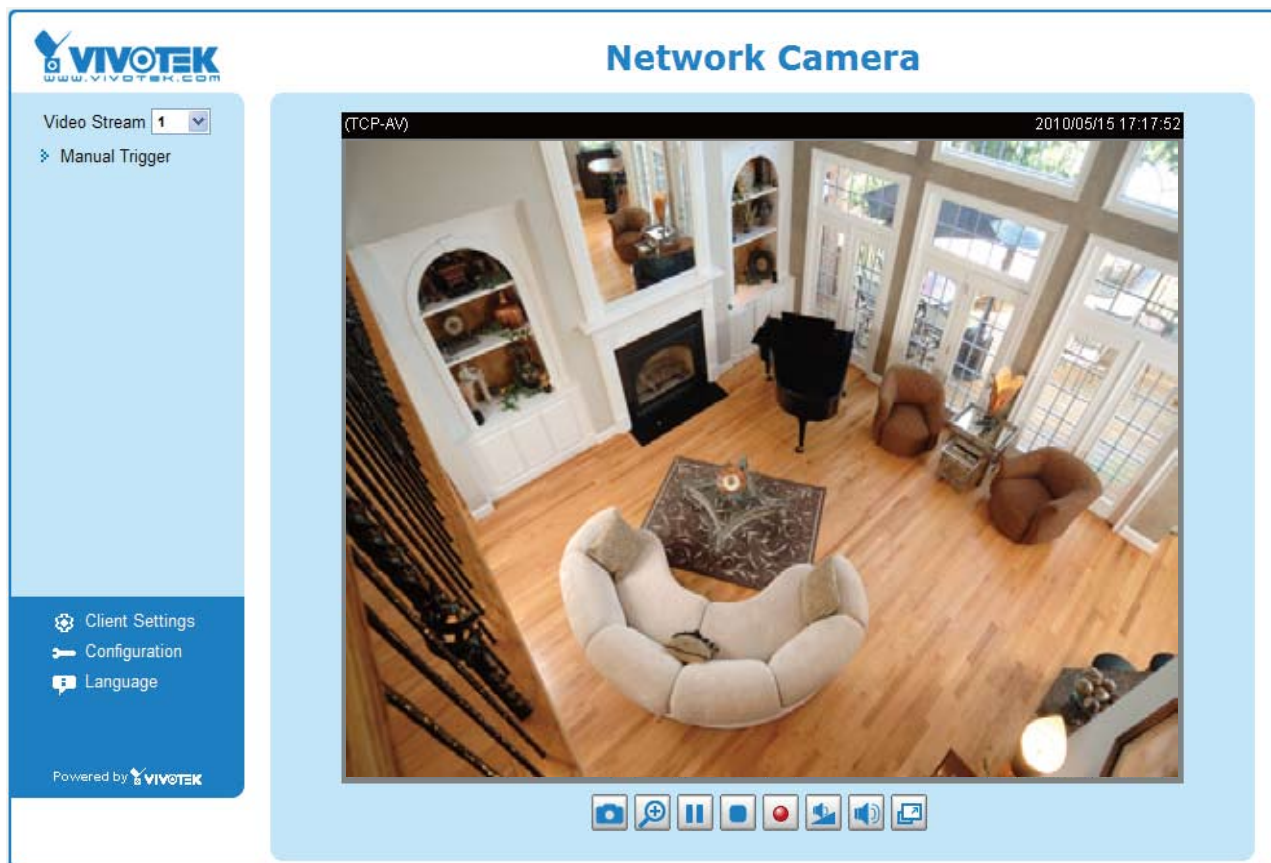 VIVOTEK
www.vivotek.com
Network Camera
Video Stream 1
Manual Trigger
(TCP-AV) 2010/05/15 17:17:52
Client Settings
Configuration
Language
Powered by VIVOTEK